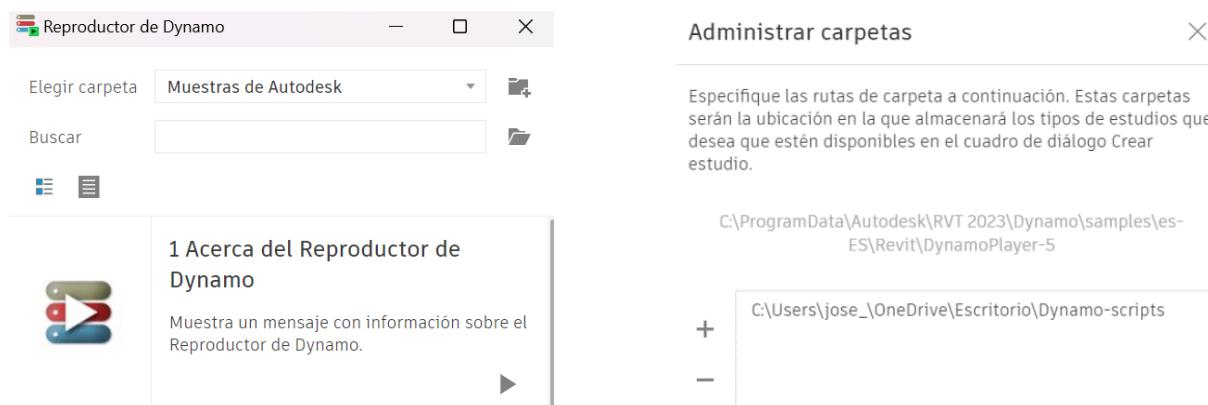 Reproductor de Dynamo
Elegir carpeta
Muestras de Autodesk
Buscar
1 Acerca del Reproductor de
Dynamo
Muestra un mensaje con información sobre el
Reproductor de Dynamo.
Administrar carpetas
Especifique las rutas de carpeta a continuación. Estas carpetas
serán la ubicación en la que almacenará los tipos de estudios que
desea que estén disponibles en el cuadro de diálogo Crear
estudio.
C:\ProgramData\Autodesk\RVT 2023\Dynamo\samples\es-
ES\Revit\DynamoPlayer-5
C:\Users\jose_\OneDrive\Escritorio\Dynamo-scripts